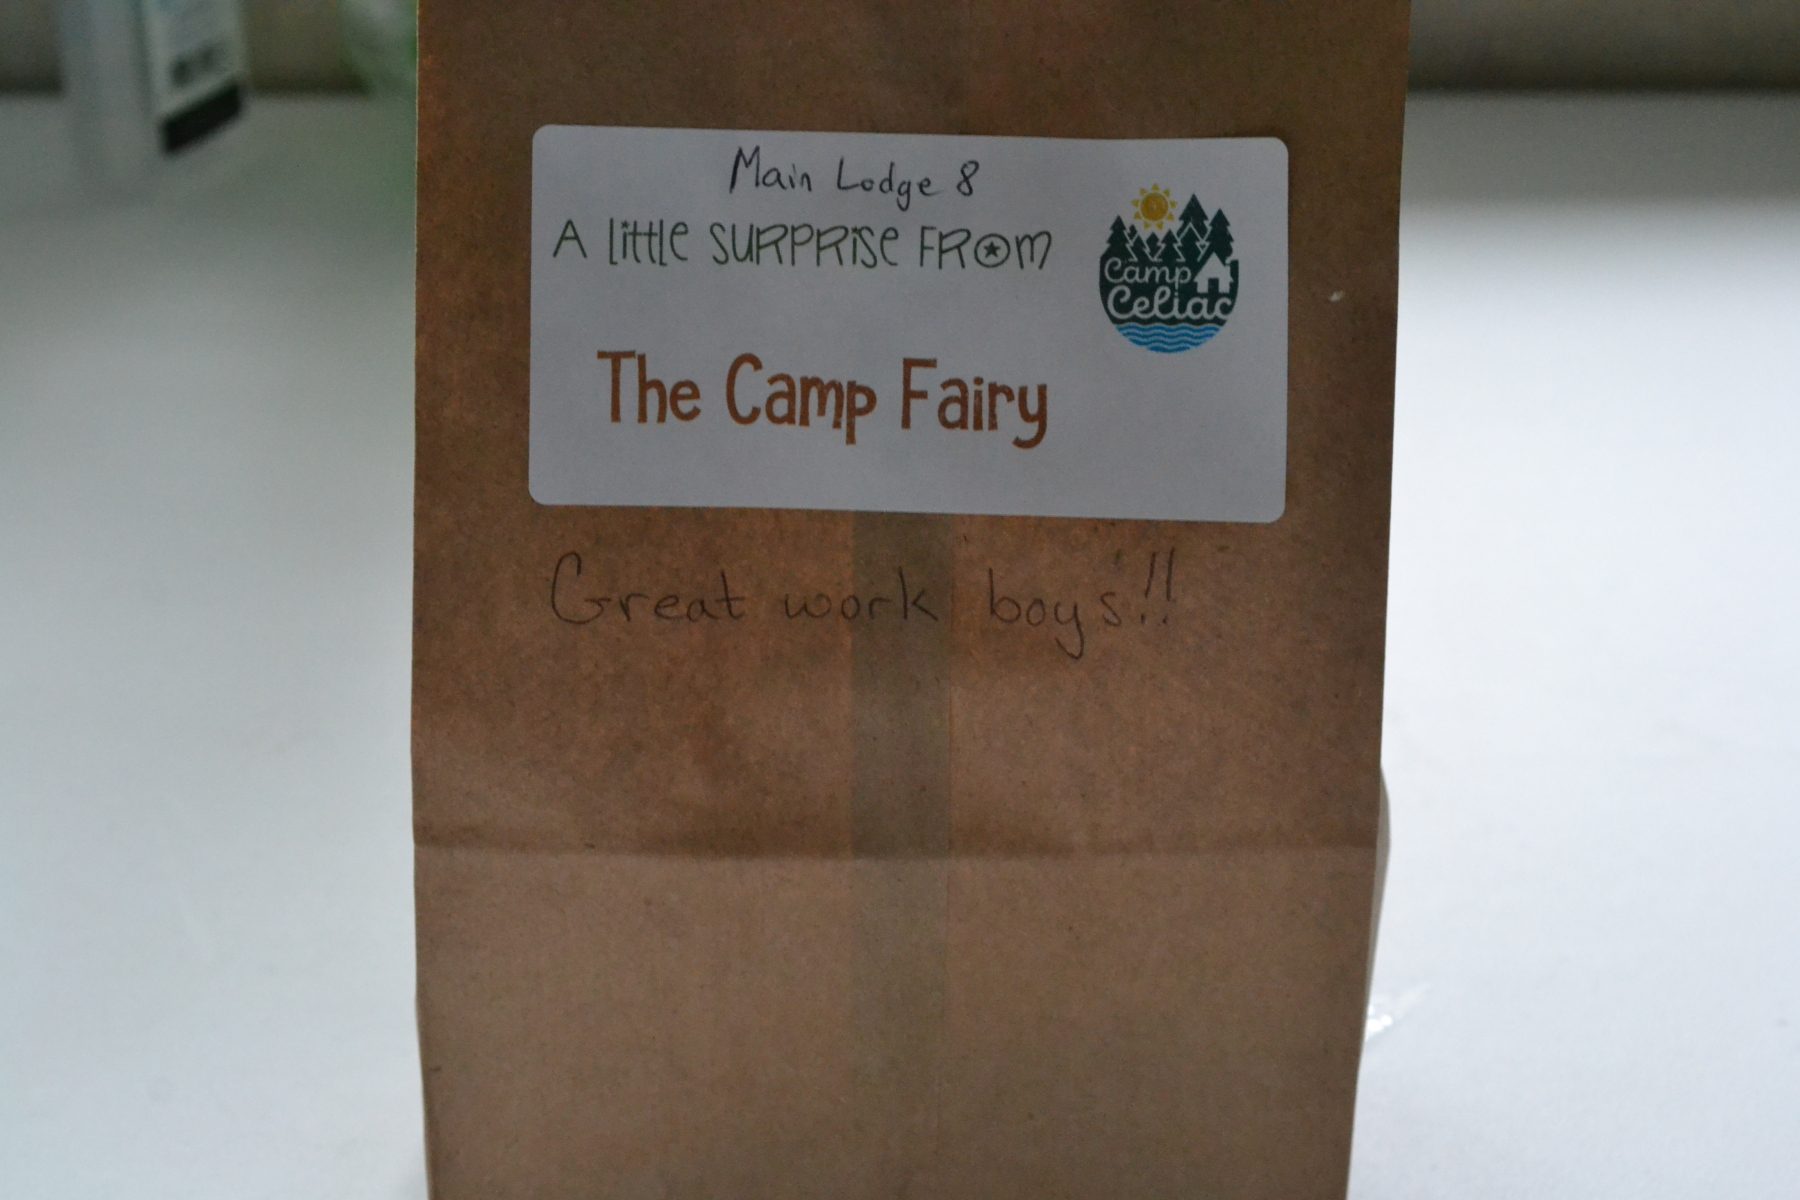 Main Lodge 8
A little SURPRISE FROM
Camp
Celiac
The Camp Fairy
Great work boys!!